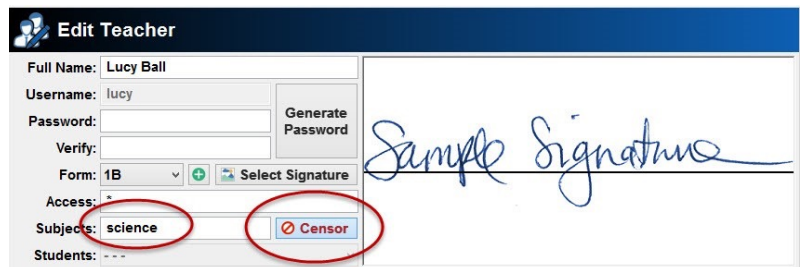 Edit Teacher
Full Name: Lucy Ball
Username: lucy
Password:
Generate Password
Verify:
Form: 1B Select Signature
Access: *
Subjects: science Censor
Students: - - -
Sample Signature